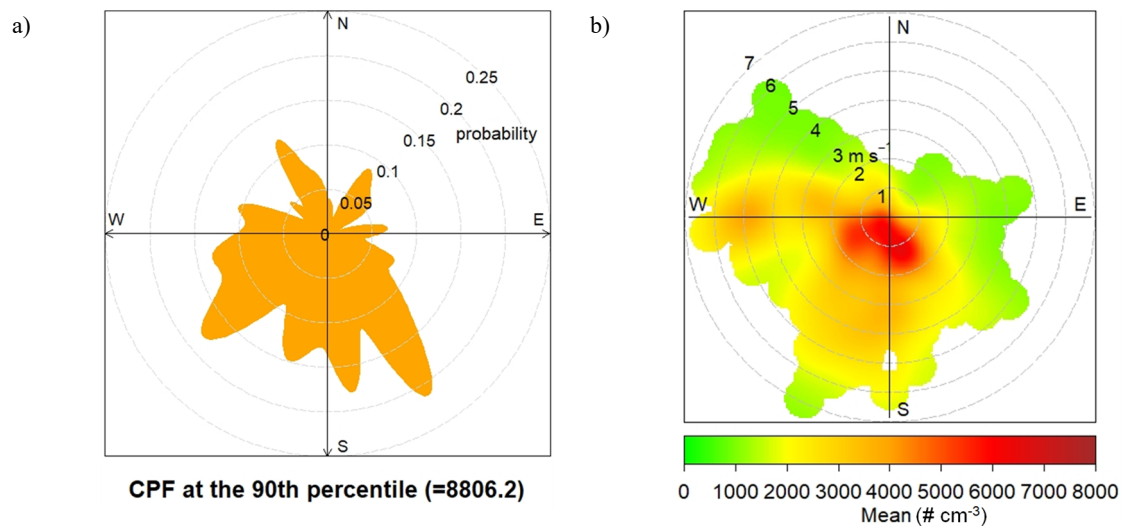 a)
N
0.25
0.2
probability
0.15
0.1
0.05
W
E
0
S
CPF at the 90th percentile (=8806.2)
b)
N
7
6
5
4
3 m s⁻¹
2
1
W
E
S
0 1000 2000 3000 4000 5000 6000 7000 8000
Mean (# cm⁻³)